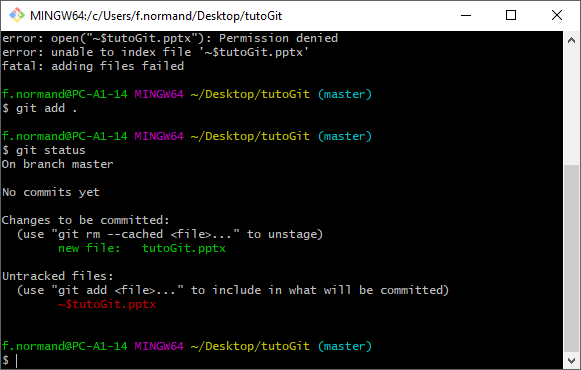 MINGW64:/c/Users/f.normand/Desktop/tutoGit
error: open("~$tutoGit.pptx"): Permission denied
error: unable to index file '~$tutoGit.pptx'
fatal: adding files failed
f.normand@PC-A1-14 MINGW64 ~/Desktop/tutoGit (master)
$ git add .
f.normand@PC-A1-14 MINGW64 ~/Desktop/tutoGit (master)
$ git status
On branch master
No commits yet
Changes to be committed:
(use "git rm --cached <file>..." to unstage)
new file: tutoGit.pptx
Untracked files:
(use "git add <file>..." to include in what will be committed)
~$tutoGit.pptx
f.normand@PC-A1-14 MINGW64 ~/Desktop/tutoGit (master)
$